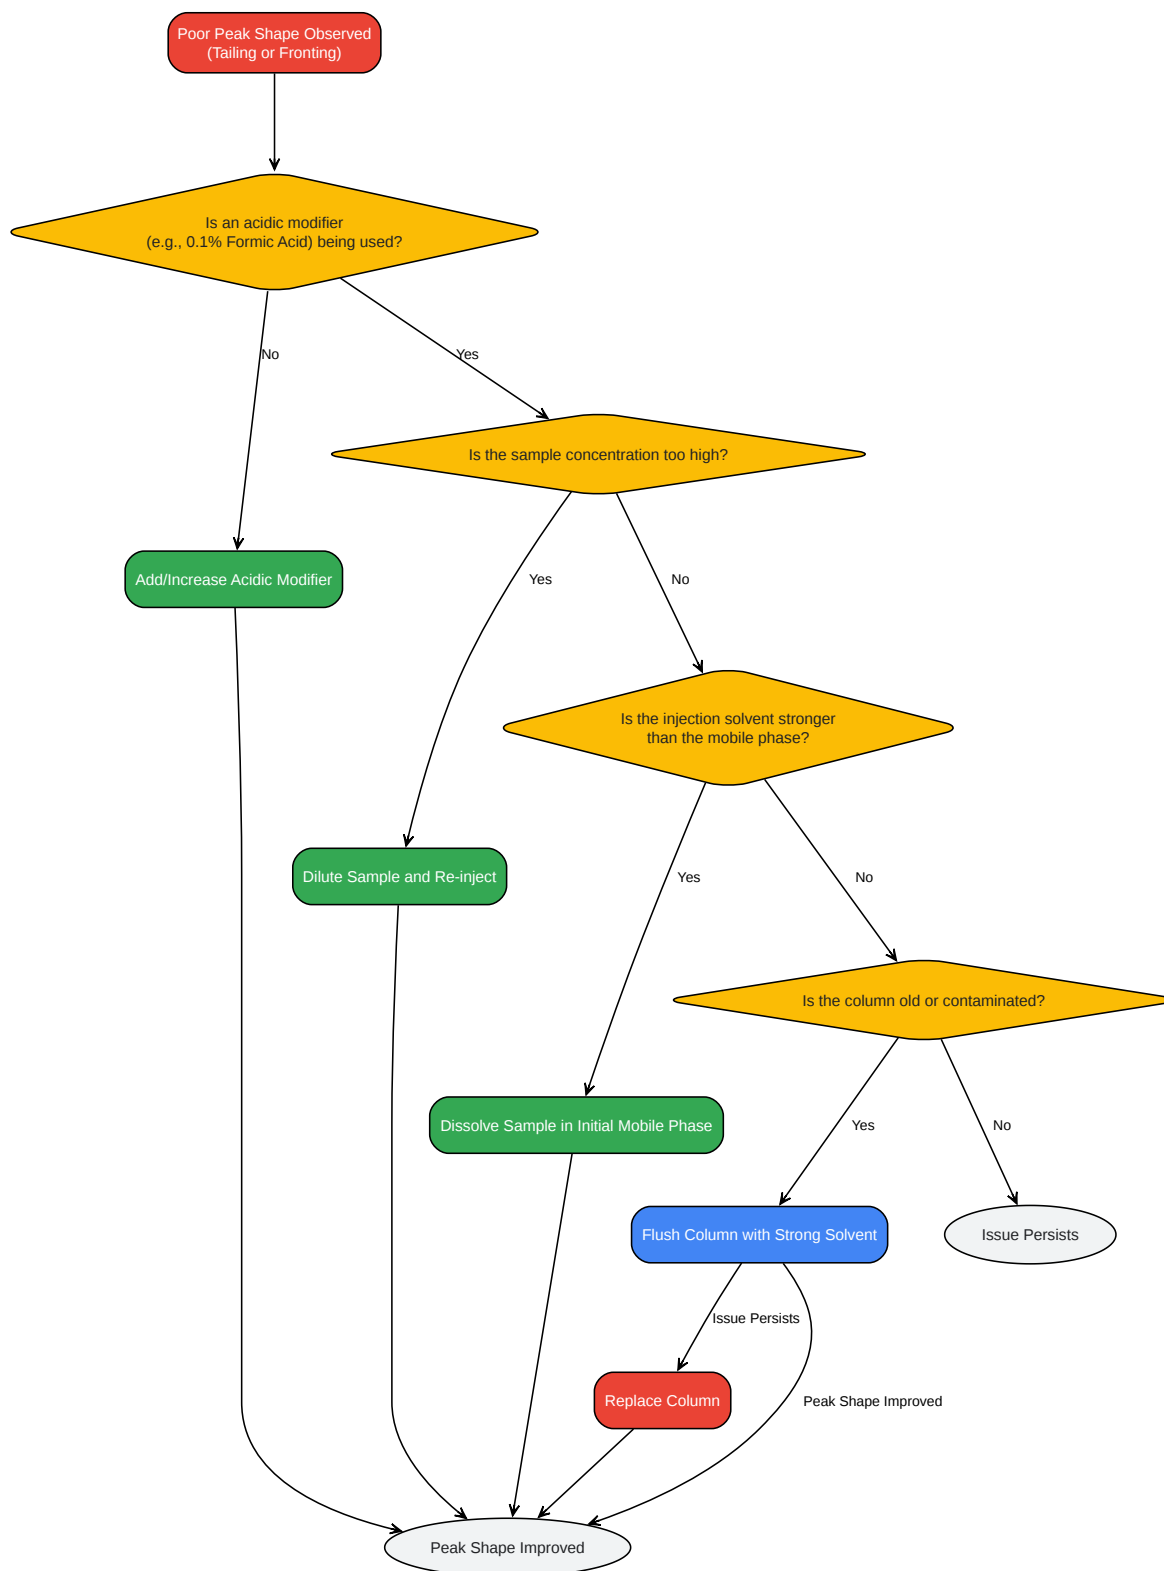 Poor Peak Shape Observed
(Tailing or Fronting)
Is an acidic modifier
(e.g., 0.1% Formic Acid) being used?
No
Yes
Is the sample concentration too high?
Add/Increase Acidic Modifier
Yes
No
Is the injection solvent stronger
than the mobile phase?
Dilute Sample and Re-inject
Yes
No
Is the column old or contaminated?
Dissolve Sample in Initial Mobile Phase
Yes
No
Flush Column with Strong Solvent
Issue Persists
Issue Persists
Replace Column
Peak Shape Improved
Peak Shape Improved